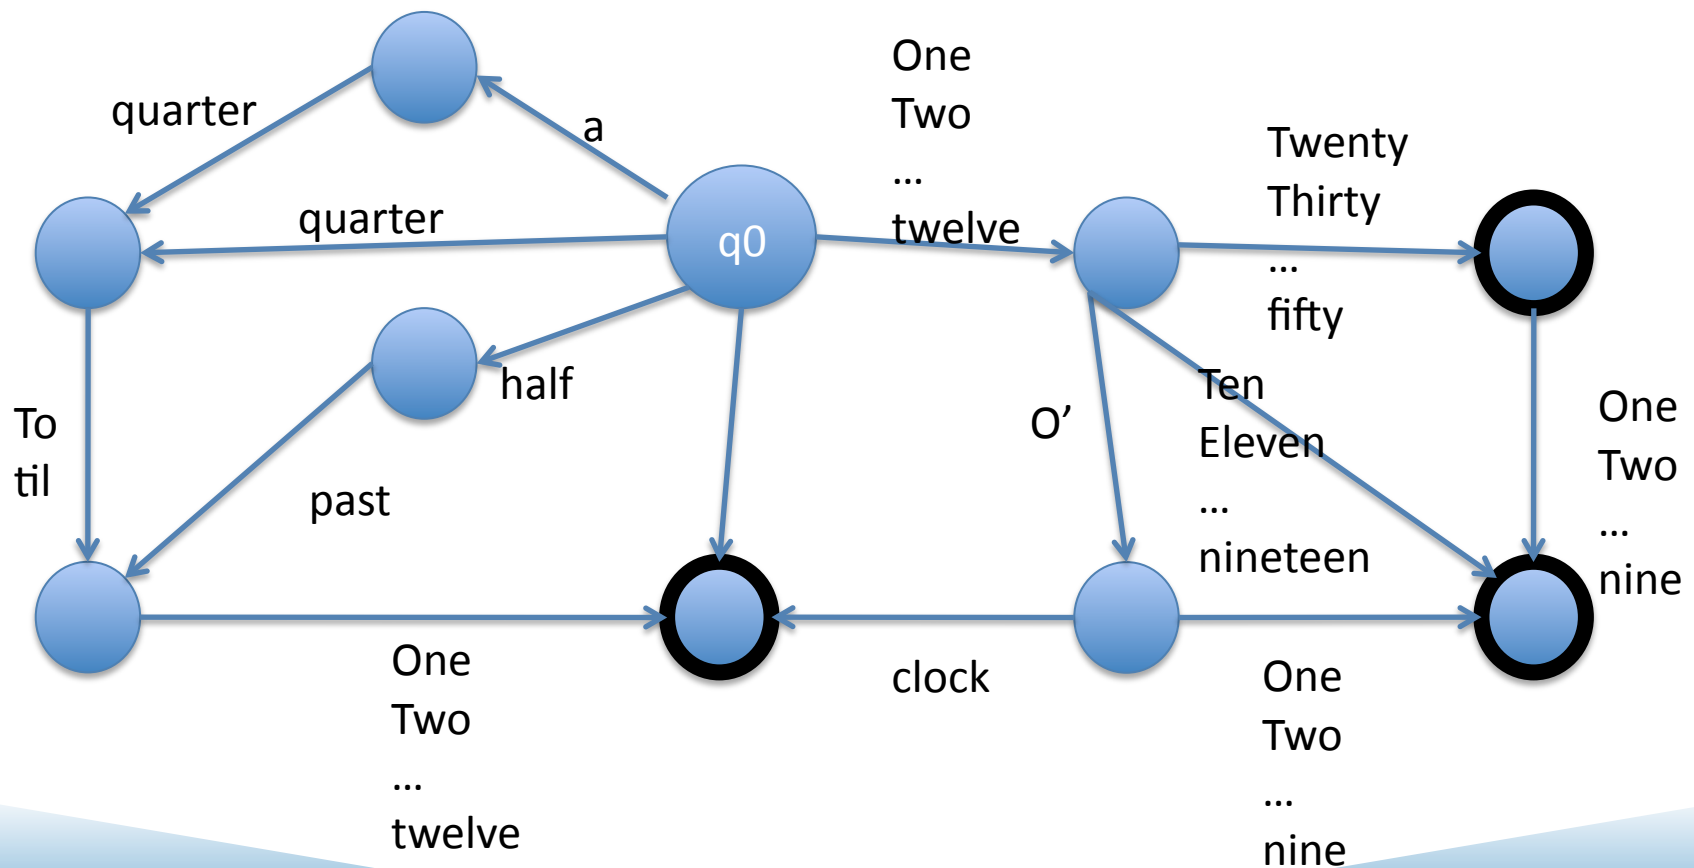 quarter
a
quarter
q0
One
Two
...
twelve
Twenty
Thirty
...
fifty
half
past
To
til
O’
Ten
Eleven
...
nineteen
One
Two
...
nine
One
Two
...
twelve
clock
One
Two
...
nine